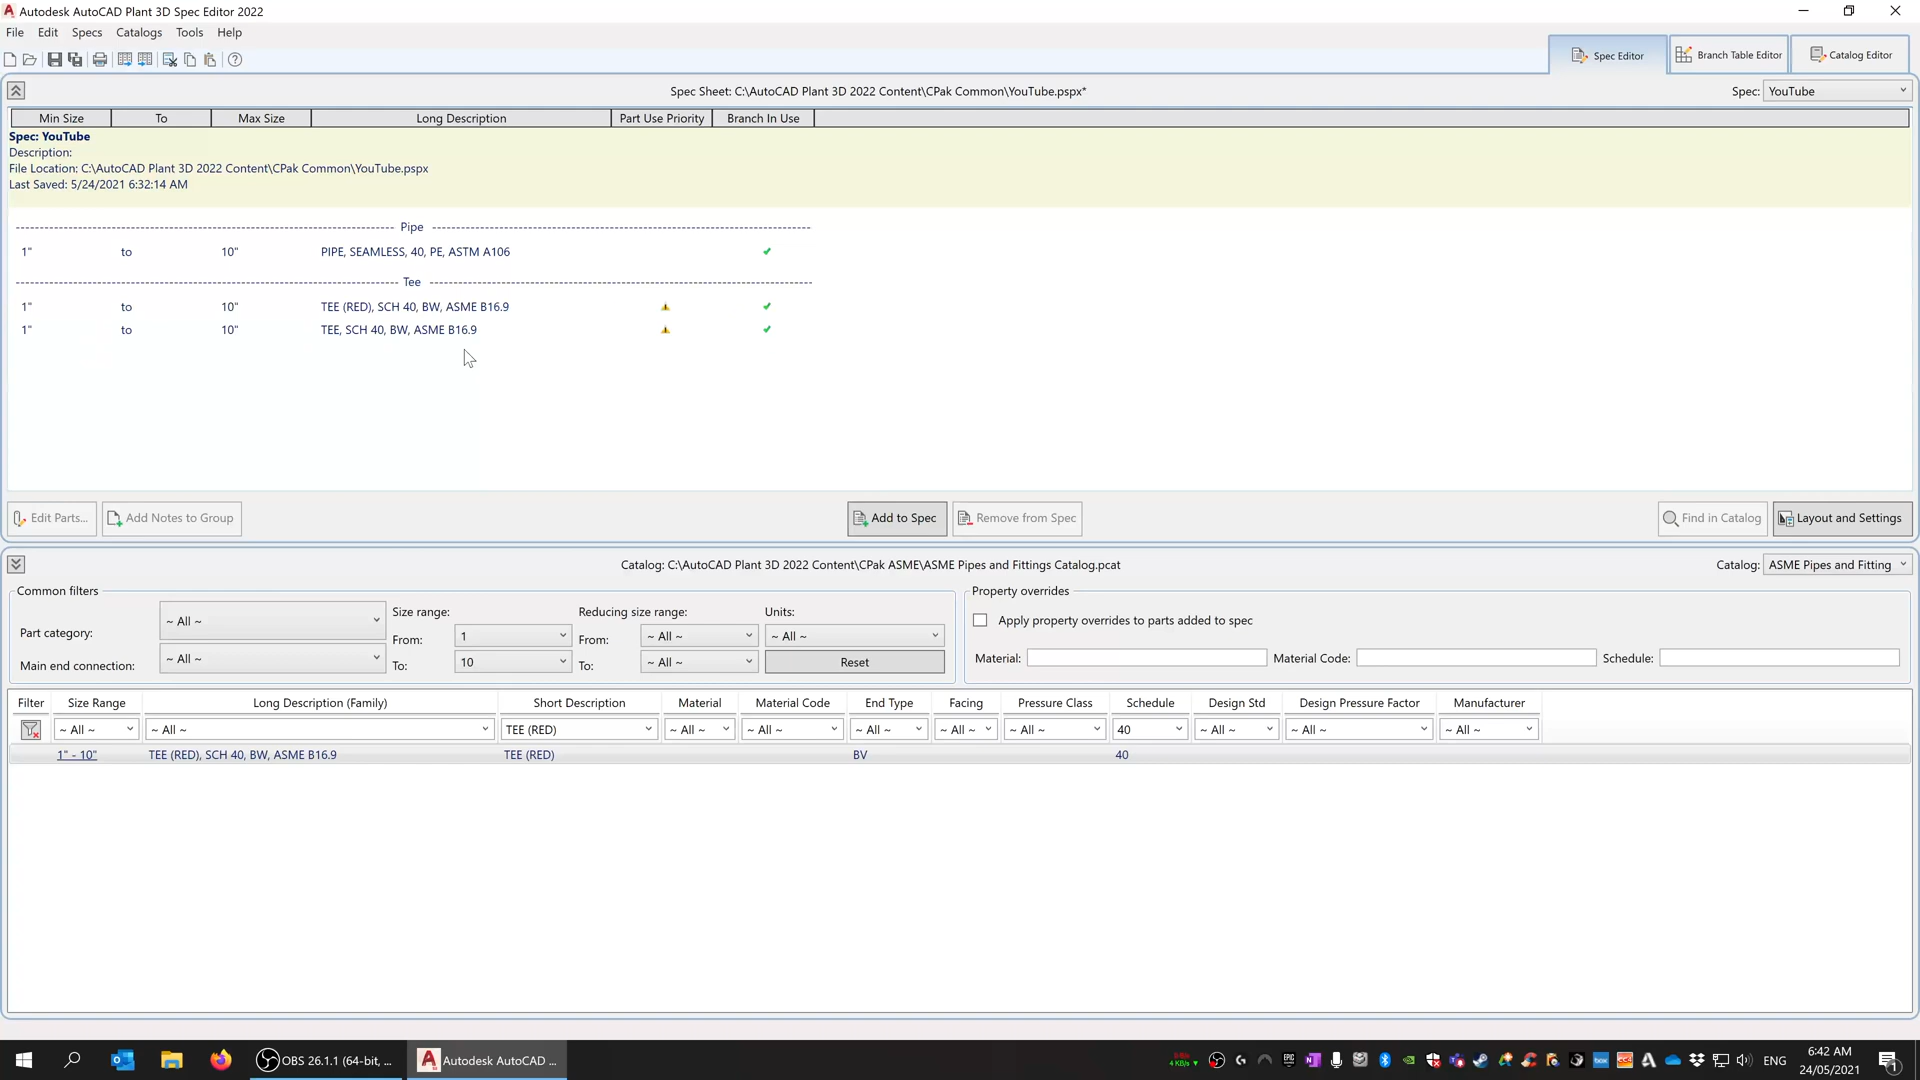 Autodesk AutoCAD Plant 3D Spec Editor 2022
File Edit Specs Catalogs Tools Help
Spec Editor Branch Table Editor Catalog Editor
Spec Sheet: C:\AutoCAD Plant 3D 2022 Content\CPak Common\YouTube.pspx* Spec: YouTube
Min Size To Max Size Long Description Part Use Priority Branch In Use
Spec: YouTube
Description:
File Location: C:\AutoCAD Plant 3D 2022 Content\CPak Common\YouTube.pspx
Last Saved: 5/24/2021 6:32:14 AM
Pipe
1" to 10" PIPE, SEAMLESS, 40, PE, ASTM A106
Tee
1" to 10" TEE (RED), SCH 40, BW, ASME B16.9
1" to 10" TEE, SCH 40, BW, ASME B16.9
Edit Parts... Add Notes to Group Add to Spec Remove from Spec Find in Catalog Layout and Settings
Catalog: C:\AutoCAD Plant 3D 2022 Content\CPak ASME\ASME Pipes and Fittings Catalog.pcat Catalog: ASME Pipes and Fitting
Common filters Property overrides
Part category: ~ All ~ Size range: Reducing size range: Units:
From: 1 From: ~ All ~ ~ All ~
Apply property overrides to parts added to spec
Main end connection: ~ All ~ To: 10 To: ~ All ~ Reset
Material: Material Code: Schedule:
Filter Size Range Long Description (Family) Short Description Material Material Code End Type Facing Pressure Class Schedule Design Std Design Pressure Factor Manufacturer
~ All ~ ~ All ~ TEE (RED) ~ All ~ ~ All ~ ~ All ~ ~ All ~ ~ All ~ 40 ~ All ~ ~ All ~ ~ All ~
1" - 10" TEE (RED), SCH 40, BW, ASME B16.9 TEE (RED) BV 40
OBS 26.1.1 (64-bit, ... Autodesk AutoCAD ... 4 KB/s ENG 6:42 AM
24/05/2021